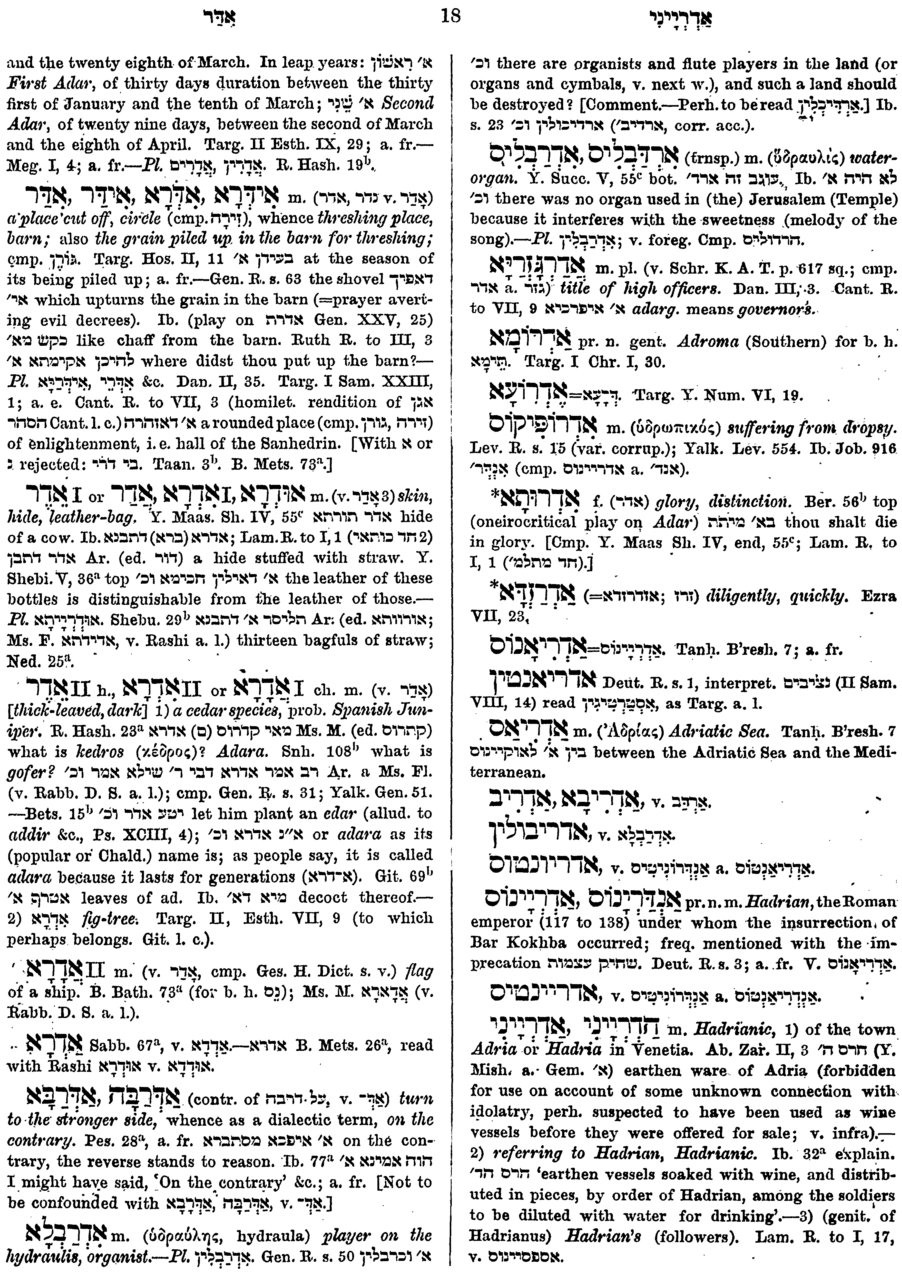 אִדַּר 18 אַדְרִיינֵי
and the twenty eighth of March. In leap years: א' רִאשׁוֹן
First Adar, of thirty days duration between the thirty
first of January and the tenth of March; א' שֵׁנִי Second
Adar, of twenty nine days, between the second of March
and the eighth of April. Targ. II Esth. IX, 29; a. fr.—
Meg. I, 4; a. fr.—Pl. אֲדָרִין, אֲדָרִים. R. Hash. 19b.
אִידְּרָא, אִדְּרָא, אִידַּר, אִדַּר m. (אָדַר v. נדר, אדר)
a place cut off, circle (cmp. זִירָה), whence threshing place,
barn; also the grain piled up in the barn for threshing;
cmp. גּוֹרֶן. Targ. Hos. II, 11 בעידן א' at the season of
its being piled up; a. fr.—Gen. R. s. 63 the shovel דאפיך
אי' which upturns the grain in the barn (=prayer avert-
ing evil decrees). Ib. (play on אדרת Gen. XXV, 25)
כקש מא' like chaff from the barn. Ruth R. to III, 3
להיכן אקימתא א' where didst thou put up the barn?—
Pl. אִדְּרֵי, אִידְּרַיָּא &c. Dan. II, 35. Targ. I Sam. XXIII,
1; a. e. Cant. R. to VII, 3 (homilet. rendition of אגן
הסהר Cant. l. c.) אדרא דאזהרה a rounded place (cmp. זירה, גורן)
of enlightenment, i. e. hall of the Sanhedrin. [With א or
נ rejected: בי דרי. Taan. 3b. B. Mets. 73a.]
אֶדֶר I or אֲדַר, אַדְרָא I, אוּדְרָא m. (v. אָדַר 3) skin,
hide, leather-bag. Y. Maas. Sh. IV, 55c אדר תורתא hide
of a cow. Ib. אדרא (ברא) דתבנא; Lam. R. to I, 1 (חד כותאי 2)
אדר דתבן Ar. (ed. דור) a hide stuffed with straw. Y.
Shebi. V, 36a top א' דאילין חכימא וכ' the leather of these
bottles is distinguishable from the leather of those.—
Pl. אוּדְרַיָּיתָא. Shebu. 29b תליסר א' דתבנא Ar. (ed. אורוותא;
Ms. F. אדידתא, v. Rashi a. l.) thirteen bagfuls of straw;
Ned. 25a.
אֶדֶר II h., אַדְרָא II or אֲדָרָא I ch. m. (v. אָדַר)
[thick-leaved, dark] 1) a cedar species, prob. Spanish Jun-
iper. R. Hash. 23a מאי קדרוס (ם) אדרא Ms. M. (ed. קתרום)
what is kedros (κέδρος)? Adara. Snh. 108b what is
gofer? רב אמר אדרא דבי ר' שילא אמר וכ' Ar. a Ms. Fl.
(v. Rabb. D. S. a. l.); cmp. Gen. R. s. 31; Yalk. Gen. 51.
—Bets. 15b יטע אדר וכ' let him plant an edar (allud. to
addir &c., Ps. XCIII, 4); א"נ אדרא וכ' or adara as its
(popular or Chald.) name is; as people say, it is called
adara because it lasts for generations (א־דרא). Git. 69b
אטרף א' leaves of ad. Ib. מיא דא' decoct thereof.—
2) אֲדָרָא fig-tree. Targ. II, Esth. VII, 9 (to which
perhaps belongs. Git. l. c.).
אֲדָרָא II m. (v. אָדַר, cmp. Ges. H. Dict. s. v.) flag
of a ship. B. Bath. 73a (for b. h. נֵס); Ms. M. אֲדָארָא (v.
Rabb. D. S. a. l.).
אַדְּרָא Sabb. 67a, v. אַדָּא.—אדרא B. Mets. 26a, read
with Rashi אודרא v. אוּדְרָא.
אַדְּרַבָּה, אַדְּרַבָּא (contr. of על־דרבה, v. אַדְּ־) turn
to the stronger side, whence as a dialectic term, on the
contrary. Pes. 28a, a. fr. א' איפכא מסתברא on the con-
trary, the reverse stands to reason. Ib. 77a הוה אמינא א'
I might have said, 'On the contrary' &c.; a. fr. [Not to
be confounded with אַדְּרָבָא, אַדְּרָבָה, v. אַדְּ־.]
אַדְרַבְלָא m. (ὑδραύλης, hydraula) player on the
hydraulis, organist.—Pl. אַדְרַבְלִין. Gen. R. s. 50 א' וכרבלין
וכ' there are organists and flute players in the land (or
organs and cymbals, v. next w.), and such a land should
be destroyed? [Comment.—Perh. to be read אַרְדִּיכְלִין.] Ib.
s. 23 ארדיכולין וכ' (ארדיב', corr. acc.).
אַרְדַּבְלִיס, אַדְרַבְלִיס (trnsp.) m. (ὕδραυλίς) water-
organ. Y. Succ. V, 55c bot. עוגב זה ארד'. Ib. לא היה א'
וכ' there was no organ used in (the) Jerusalem (Temple)
because it interferes with the sweetness (melody of the
song).—Pl. אַדְרַבְלִין; v. foreg. Cmp. הרדוליס.
אֲדַרְגָּזְרַיָּא m. pl. (v. Schr. K. A. T. p. 617 sq.; cmp.
אדר a. גזר) title of high officers. Dan. III, 3. Cant. R.
to VII, 9 א' איפרכיא adarg. means governors.
אַדְרוֹמָא pr. n. gent. Adroma (Southern) for b. h.
תֵּימָא. Targ. I Chr. I, 30.
אֶדְרוֹעָא=דְּרָעָא. Targ. Y. Num. VI, 19.
אִדְרוֹפִּיקוֹס m. (ὑδρωπικός) suffering from dropsy.
Lev. R. s. 15 (var. corrup.); Yalk. Lev. 554. Ib. Job. 916
אַנְדְּר' (cmp. אדריינוס a. אנד').
*אַדְרוּתָא f. (אדר) glory, distinction. Ber. 56b top
(oneirocritical play on Adar) בא' מיתת thou shalt die
in glory. [Cmp. Y. Maas Sh. IV, end, 55c; Lam. R. to
I, 1 (חד מתלמ').]
*אַדְרַזְדָּא (=אזדרזדא; זרז) diligently, quickly. Ezra
VII, 23.
אַדְרִיָאנוֹס=אַדְרִיָּינוֹס. Tanḥ. B'resh. 7; a. fr.
אדריאנטין Deut. R. s. 1, interpret. נציבים (II Sam.
VIII, 14) read אִסְטְרַטִיגִין, as Targ. a. l.
אַדְרִיאַס m. (Ἀδρίας) Adriatic Sea. Tanḥ. B'resh. 7
בין א' לאוקיינוס between the Adriatic Sea and the Medi-
terranean.
אַדְרִיבָא, אַדְרִיב, v. אַרְדַּב.
אדריבולין, v. אַדְרַבְלָא.
אדריונטוס, v. אַנְדְּרוֹגִיטִיס a. אַדְרִיאַנְטוֹס.
אַנְדְּרִיָּנוֹס, אַדְרִיָּינוֹס pr. n. m. Hadrian, the Roman
emperor (117 to 138) under whom the insurrection of
Bar Kokhba occurred; freq. mentioned with the im-
precation שחיק עצמות. Deut. R. s. 3; a. fr. V. אַדְרִיָאנוֹס.
אדרייניטיס, v. אַנְדְּרוֹגִיטִיס a. אַנְדְרִיאַנְטִיס.
הַדְרִיָינֵי, אַדְרִיָינֵי m. Hadrianic, 1) of the town
Adria or Hadria in Venetia. Ab. Zar. II, 3 חרס ה' (Y.
Mish. a. Gem. א') earthen ware of Adria (forbidden
for use on account of some unknown connection with
idolatry, perh. suspected to have been used as wine
vessels before they were offered for sale; v. infra).—
2) referring to Hadrian, Hadrianic. Ib. 32a explain.
חרס הד' 'earthen vessels soaked with wine, and distrib-
uted in pieces, by order of Hadrian, among the soldiers
to be diluted with water for drinking'.—3) (genit. of
Hadrianus) Hadrian's (followers). Lam. R. to I, 17,
v. אספסיינוס.